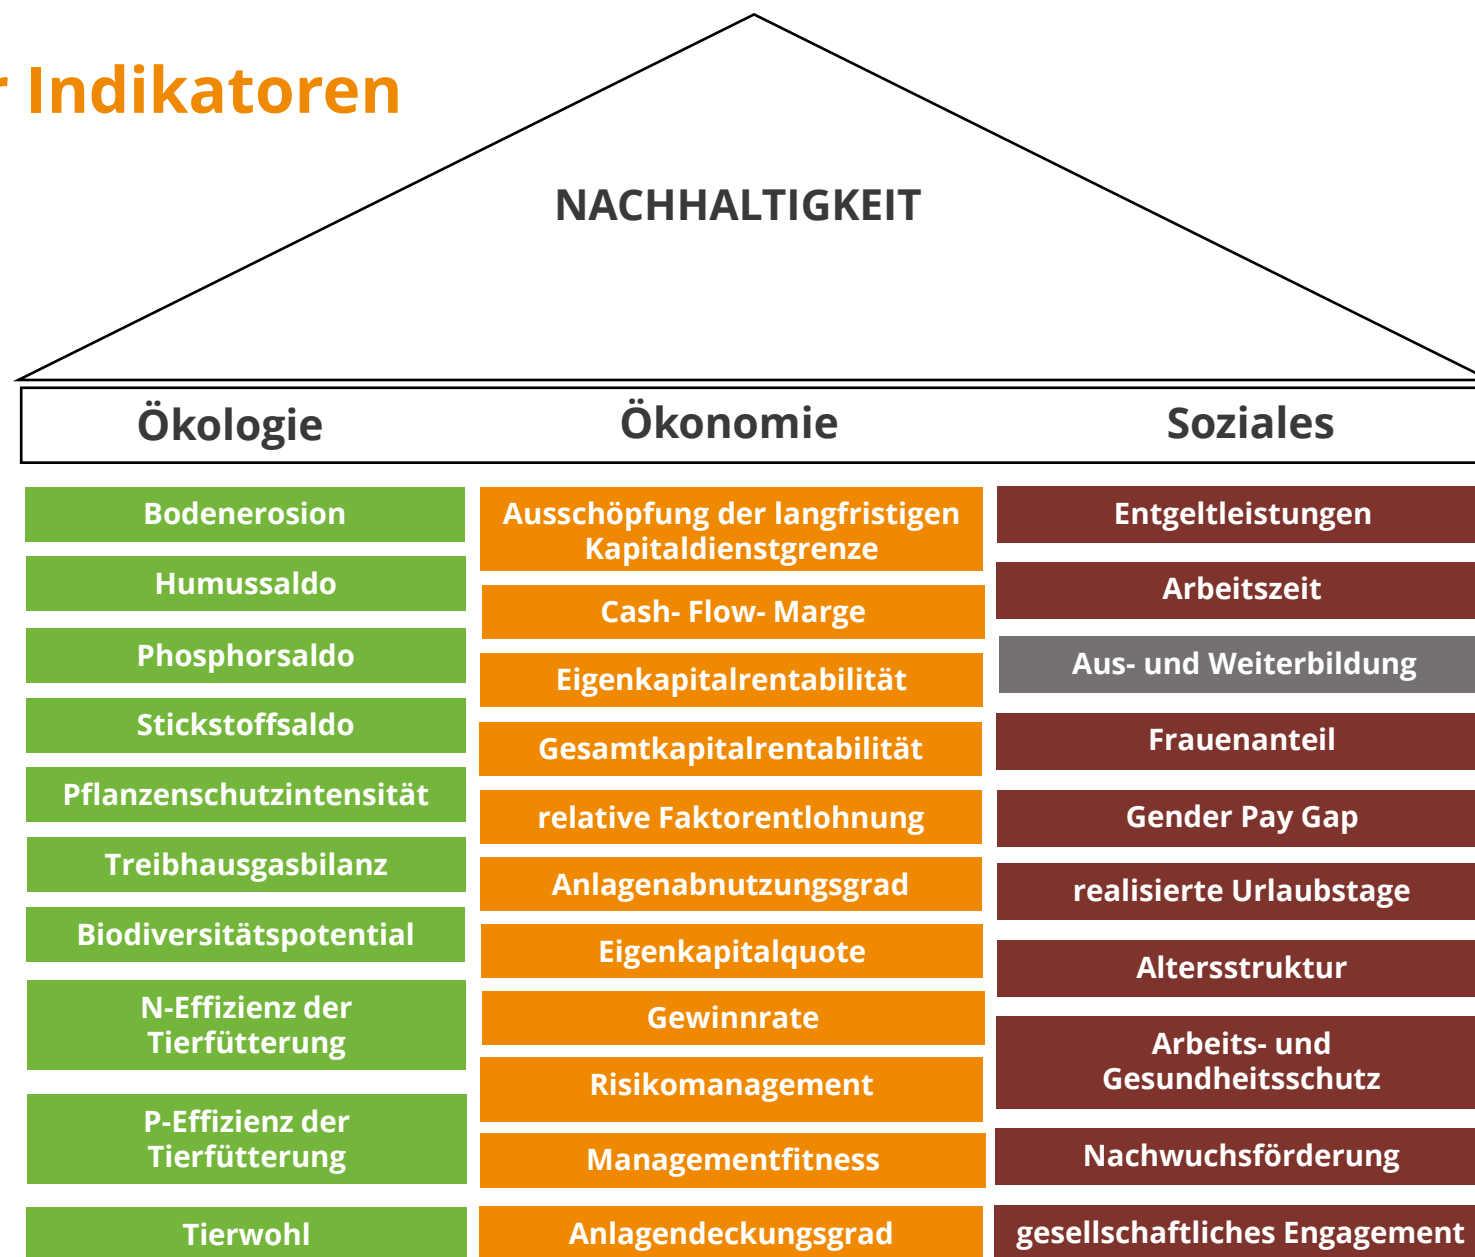 r Indikatoren
NACHHALTIGKEIT
Ökologie
Ökonomie
Soziales
Bodenerosion
Humussaldo
Phosphorsaldo
Stickstoffsaldo
Pflanzenschutzintensität
Treibhausgasbilanz
Biodiversitätspotential
N-Effizienz der
Tierfütterung
P-Effizienz der
Tierfütterung
Tierwohl
Ausschöpfung der langfristigen
Kapitaldienstgrenze
Cash- Flow- Marge
Eigenkapitalrentabilität
Gesamtkapitalrentabilität
relative Faktorentlohnung
Anlagenabnutzungsgrad
Eigenkapitalquote
Gewinnrate
Risikomanagement
Managementfitness
Anlagendeckungsgrad
Entgeltleistungen
Arbeitszeit
Aus- und Weiterbildung
Frauenanteil
Gender Pay Gap
realisierte Urlaubstage
Altersstruktur
Arbeits- und
Gesundheitsschutz
Nachwuchsförderung
gesellschaftliches Engagement